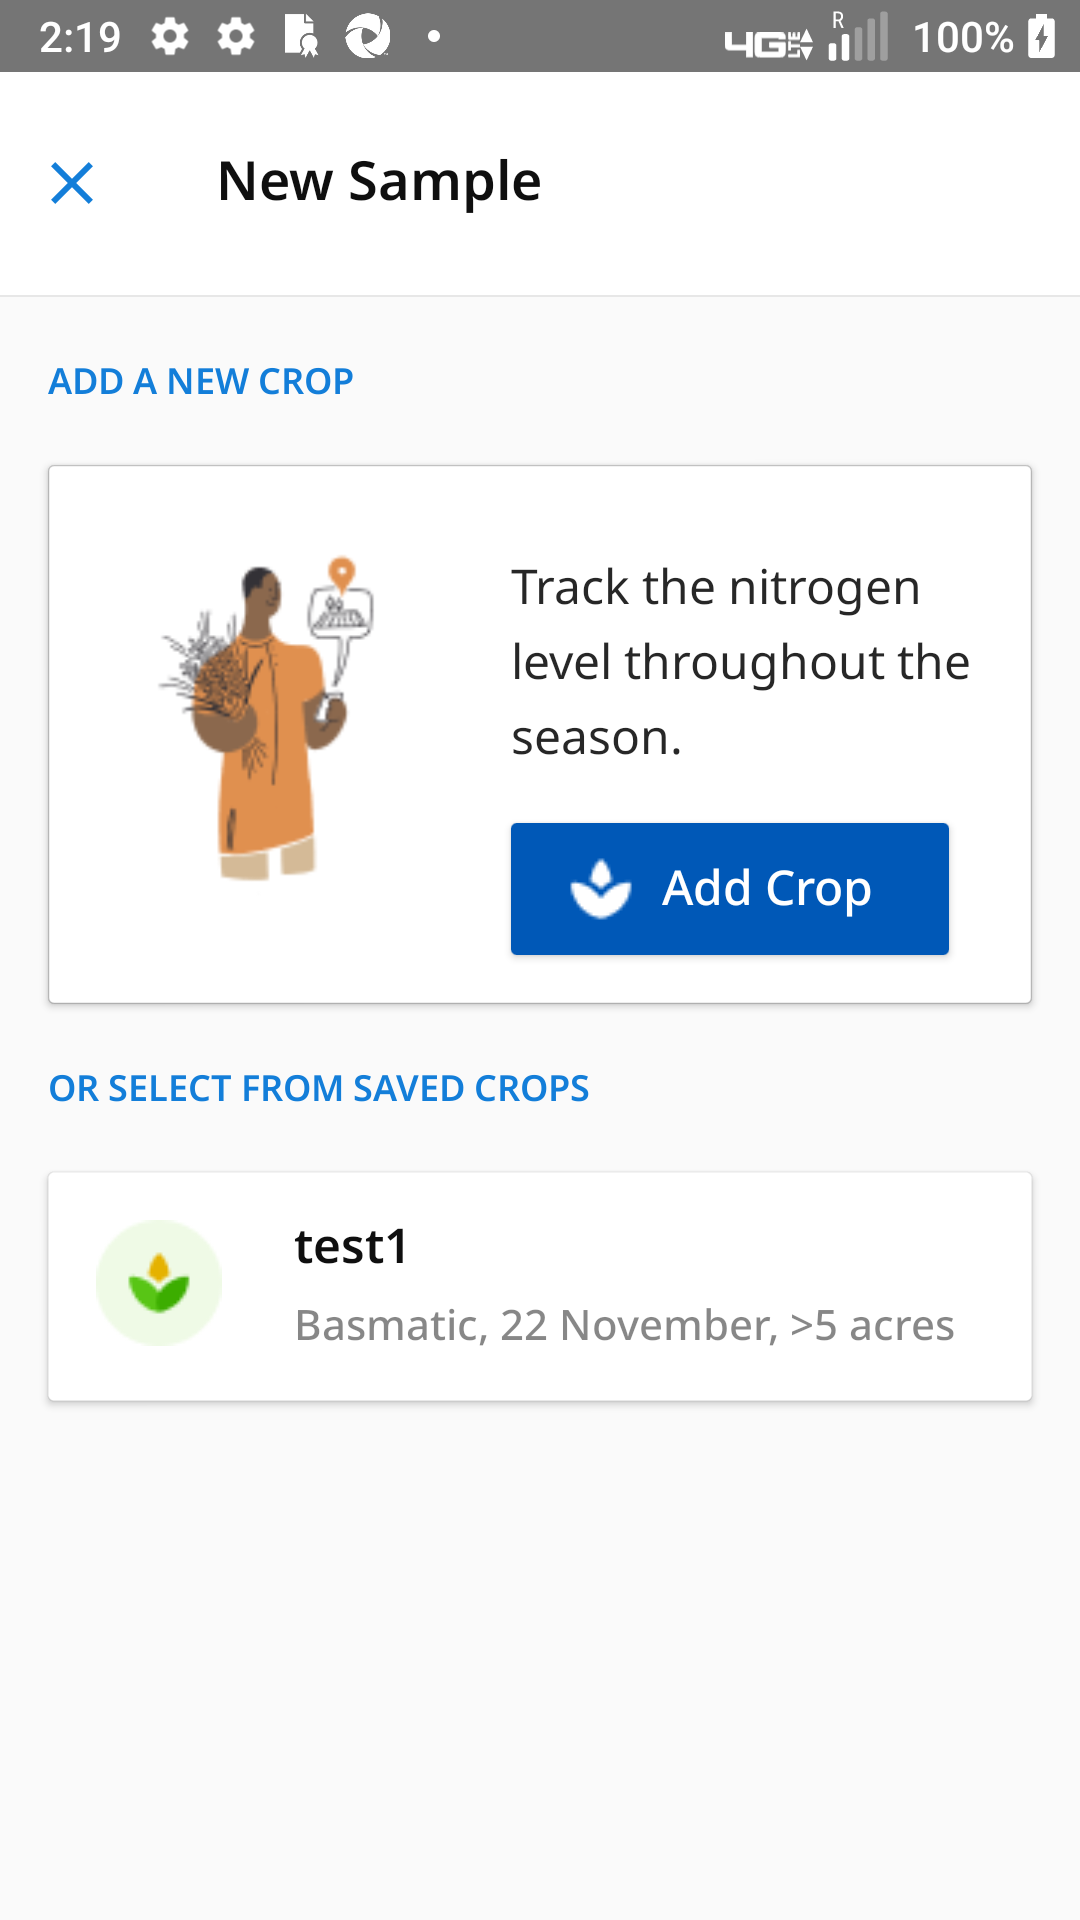 2:19
4G LTE R 100%
New Sample
ADD A NEW CROP
Track the nitrogen
level throughout the
season.
Add Crop
OR SELECT FROM SAVED CROPS
test1
Basmatic, 22 November, >5 acres